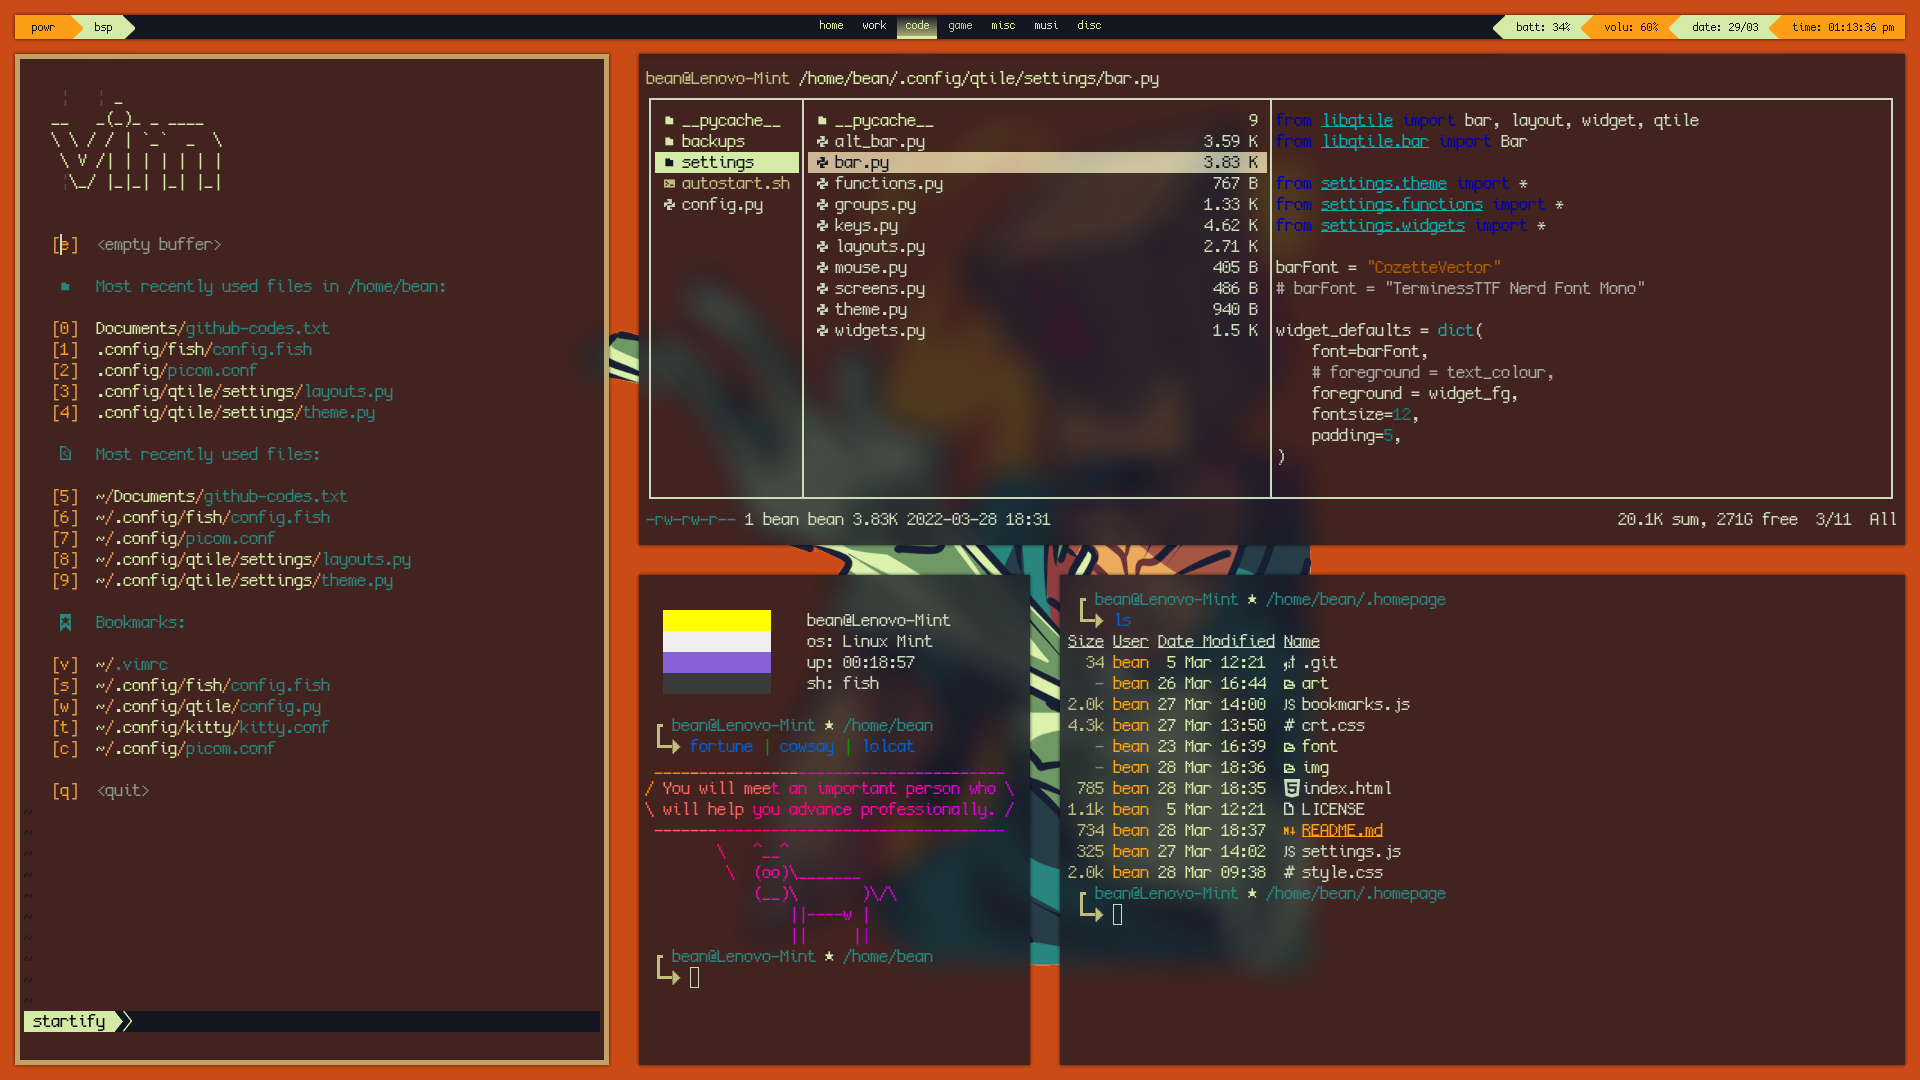 powr bsp home work code game misc musi disc batt: 34% volu: 60% date: 29/03 time: 01:13:36 pm
[e] <empty buffer>
Most recently used files in /home/bean:
[0] Documents/github-codes.txt
[1] .config/fish/config.fish
[2] .config/picom.conf
[3] .config/qtile/settings/layouts.py
[4] .config/qtile/settings/theme.py
Most recently used files:
[5] ~/Documents/github-codes.txt
[6] ~/.config/fish/config.fish
[7] ~/.config/picom.conf
[8] ~/.config/qtile/settings/layouts.py
[9] ~/.config/qtile/settings/theme.py
Bookmarks:
[v] ~/.vimrc
[s] ~/.config/fish/config.fish
[w] ~/.config/qtile/config.py
[t] ~/.config/kitty/kitty.conf
[c] ~/.config/picom.conf
[q] <quit>
startify
bean@Lenovo-Mint /home/bean/.config/qtile/settings/bar.py
__pycache__
backups
settings
autostart.sh
config.py
__pycache__ 9
alt_bar.py 3.59 K
bar.py 3.83 K
functions.py 767 B
groups.py 1.33 K
keys.py 4.62 K
layouts.py 2.71 K
mouse.py 405 B
screens.py 486 B
theme.py 940 B
widgets.py 1.5 K
from libqtile import bar, layout, widget, qtile
from libqtile.bar import Bar
from settings.theme import *
from settings.functions import *
from settings.widgets import *
barFont = "CozetteVector"
# barFont = "TerminessTTF Nerd Font Mono"
widget_defaults = dict(
font=barFont,
# foreground = text_colour,
foreground = widget_fg,
fontsize=12,
padding=5,
)
-rw-rw-r-- 1 bean bean 3.83K 2022-03-28 18:31 20.1K sum, 271G free 3/11 All
bean@Lenovo-Mint
os: Linux Mint
up: 00:18:57
sh: fish
bean@Lenovo-Mint ★ /home/bean
fortune | cowsay | lolcat
/ You will meet an important person who \
\ will help you advance professionally. /
\   ^__^
\  (oo)\_______
(__)\       )\/\
||----w |
||     ||
bean@Lenovo-Mint ★ /home/bean
bean@Lenovo-Mint ★ /home/bean/.homepage
ls
Size User Date Modified Name
34 bean 5 Mar 12:21 .git
- bean 26 Mar 16:44 art
2.0k bean 27 Mar 14:00 JS bookmarks.js
4.3k bean 27 Mar 13:50 # crt.css
- bean 23 Mar 16:39 font
- bean 28 Mar 18:36 img
785 bean 28 Mar 18:35 index.html
1.1k bean 5 Mar 12:21 LICENSE
734 bean 28 Mar 18:37 README.md
325 bean 27 Mar 14:02 JS settings.js
2.0k bean 28 Mar 09:38 # style.css
bean@Lenovo-Mint ★ /home/bean/.homepage